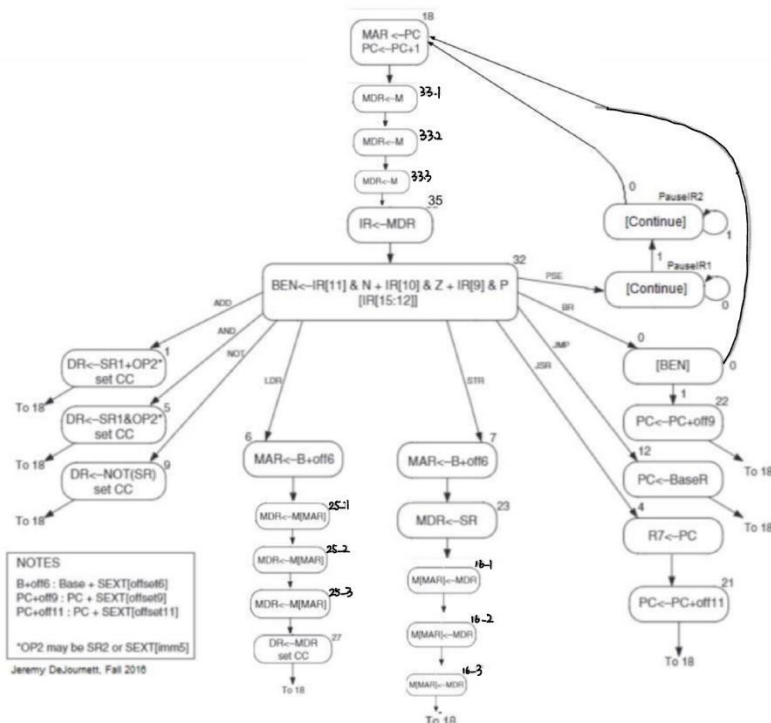 18
MAR <-PC
PC<-PC+1
MDR<-M
33-1
MDR<-M
33-2
MDR<-M
33-3
35
IR<-MDR
32
BEN<-IR[11] & N + IR[10] & Z + IR[9] & P
[IR[15:12]]
0
PauseIR2
[Continue]
1
1
PauseIR1
[Continue]
0
PSE
BR
JMP
JSR
ADD
AND
NOT
LDR
STR
1
DR<-SR1+OP2*
set CC
To 18
5
DR<-SR1&OP2*
set CC
To 18
9
DR<-NOT(SR)
set CC
To 18
6
MAR<-B+off6
25-1
MDR<-M[MAR]
25-2
MDR<-M[MAR]
25-3
MDR<-M[MAR]
27
DR<-MDR
set CC
To 18
7
MAR<-B+off6
23
MDR<-SR
16-1
M[MAR]<-MDR
16-2
M[MAR]<-MDR
16-3
M[MAR]<-MDR
To 18
0
[BEN]
0
1
22
PC<-PC+off9
To 18
12
PC<-BaseR
To 18
4
R7<-PC
21
PC<-PC+off11
To 18
NOTES
B+off6 : Base + SEXT[offset6]
PC+off9 : PC + SEXT[offset9]
PC+off11 : PC + SEXT[offset11]
*OP2 may be SR2 or SEXT[imm5]
Jeremy DeJournett, Fall 2016